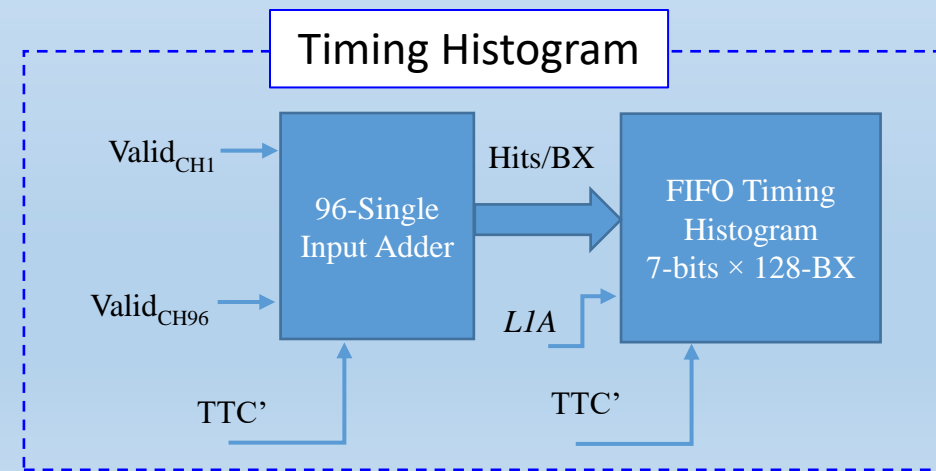 Timing Histogram
Valid_CH1
96-Single
Input Adder
Valid_CH96
TTC’
Hits/BX
L1A
FIFO Timing
Histogram
7-bits × 128-BX
TTC’